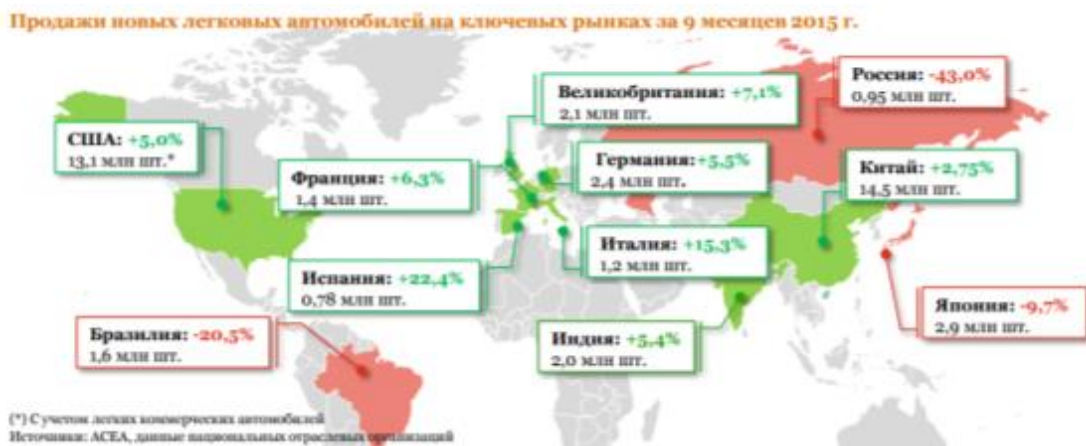 Продажи новых легковых автомобилей на ключевых рынках за 9 месяцев 2015 г.
Россия: -43,0%
0,95 млн шт.
Великобритания: +7,1%
2,1 млн шт.
США: +5,0%
13,1 млн шт.*
Германия:+5,5%
2,4 млн шт.
Китай: +2,75%
14,5 млн шт.
Франция: +6,3%
1,4 млн шт.
Италия: +15,3%
1,2 млн шт.
Испания: +22,4%
0,78 млн шт.
Япония: -9,7%
2,9 млн шт.
Бразилия: -20,5%
1,6 млн шт.
Индия: +5,4%
2,0 млн шт.
(*) С учетом легких коммерческих автомобилей
Источники: ACEA, данные национальных отраслевых организаций